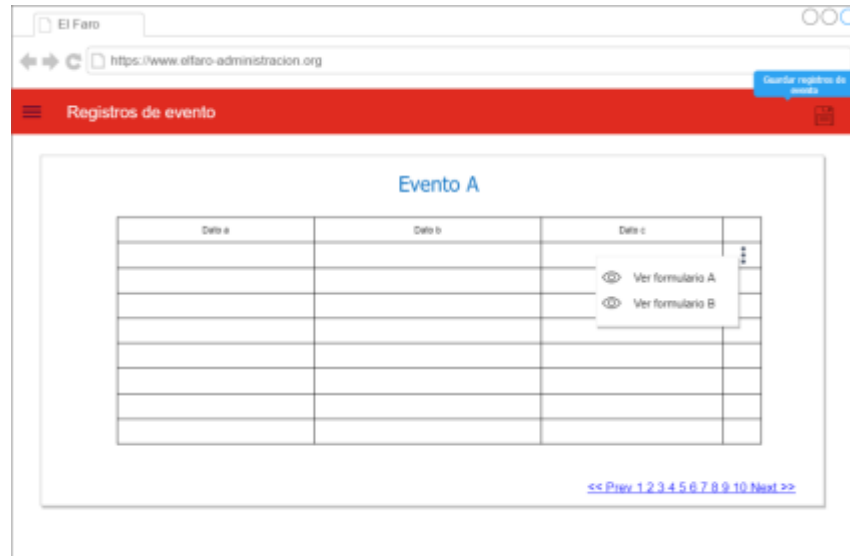 El Faro
https://www.elfaro-administracion.org
Guardar registros de
evento
Registros de evento
Evento A
Dato a Dato b Dato c
Ver formulario A
Ver formulario B
<< Prev 1 2 3 4 5 6 7 8 9 10 Next >>